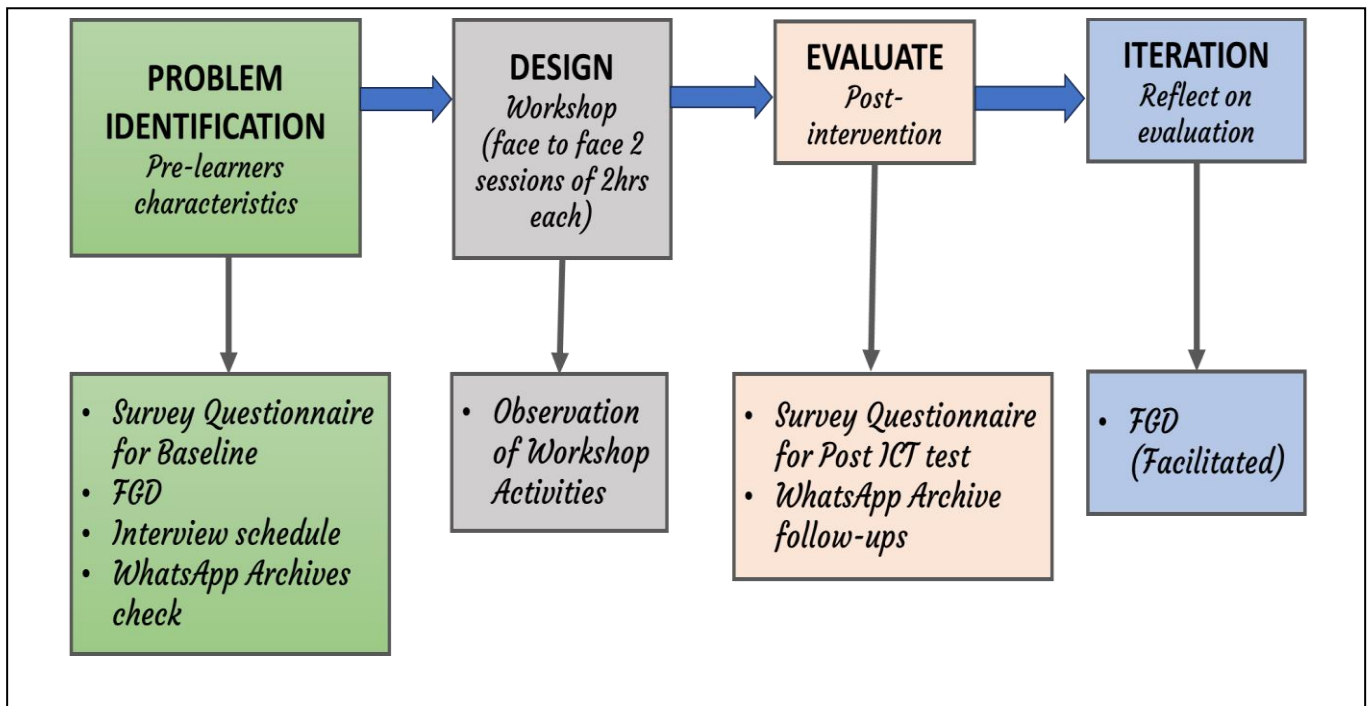 PROBLEM
IDENTIFICATION
Pre-learners
characteristics
DESIGN
Workshop
(face to face 2
sessions of 2hrs
each)
EVALUATE
Post-
intervention
ITERATION
Reflect on
evaluation
• Survey Questionnaire
for Baseline
• FGD
• Interview schedule
• WhatsApp Archives
check
• Observation
of Workshop
Activities
• Survey Questionnaire
for Post ICT test
• WhatsApp Archive
follow-ups
• FGD
(Facilitated)